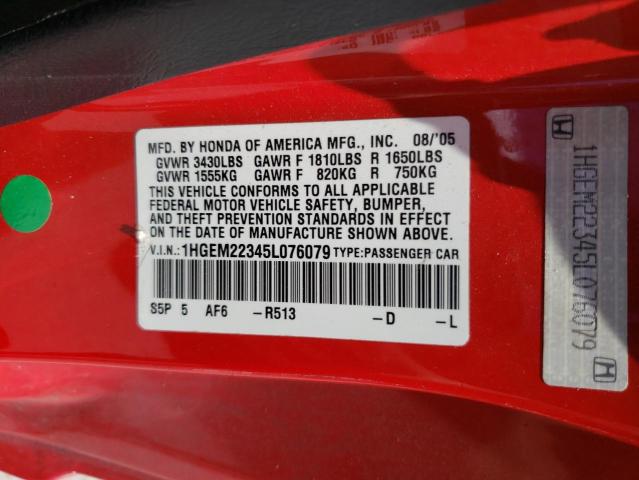 MFD. BY HONDA OF AMERICA MFG., INC. 08/'05
GVWR 3430LBS GAWR F 1810LBS R 1650LBS
GVWR 1555KG GAWR F 820KG R 750KG
THIS VEHICLE CONFORMS TO ALL APPLICABLE
FEDERAL MOTOR VEHICLE SAFETY, BUMPER,
AND THEFT PREVENTION STANDARDS IN EFFECT
ON THE DATE OF MANUFACTURE SHOWN ABOVE.
V.I.N.: 1HGEM22345L076079 TYPE:PASSENGER CAR
S5P 5 AF6 –R513 –D –L
1HGEM22345L076079